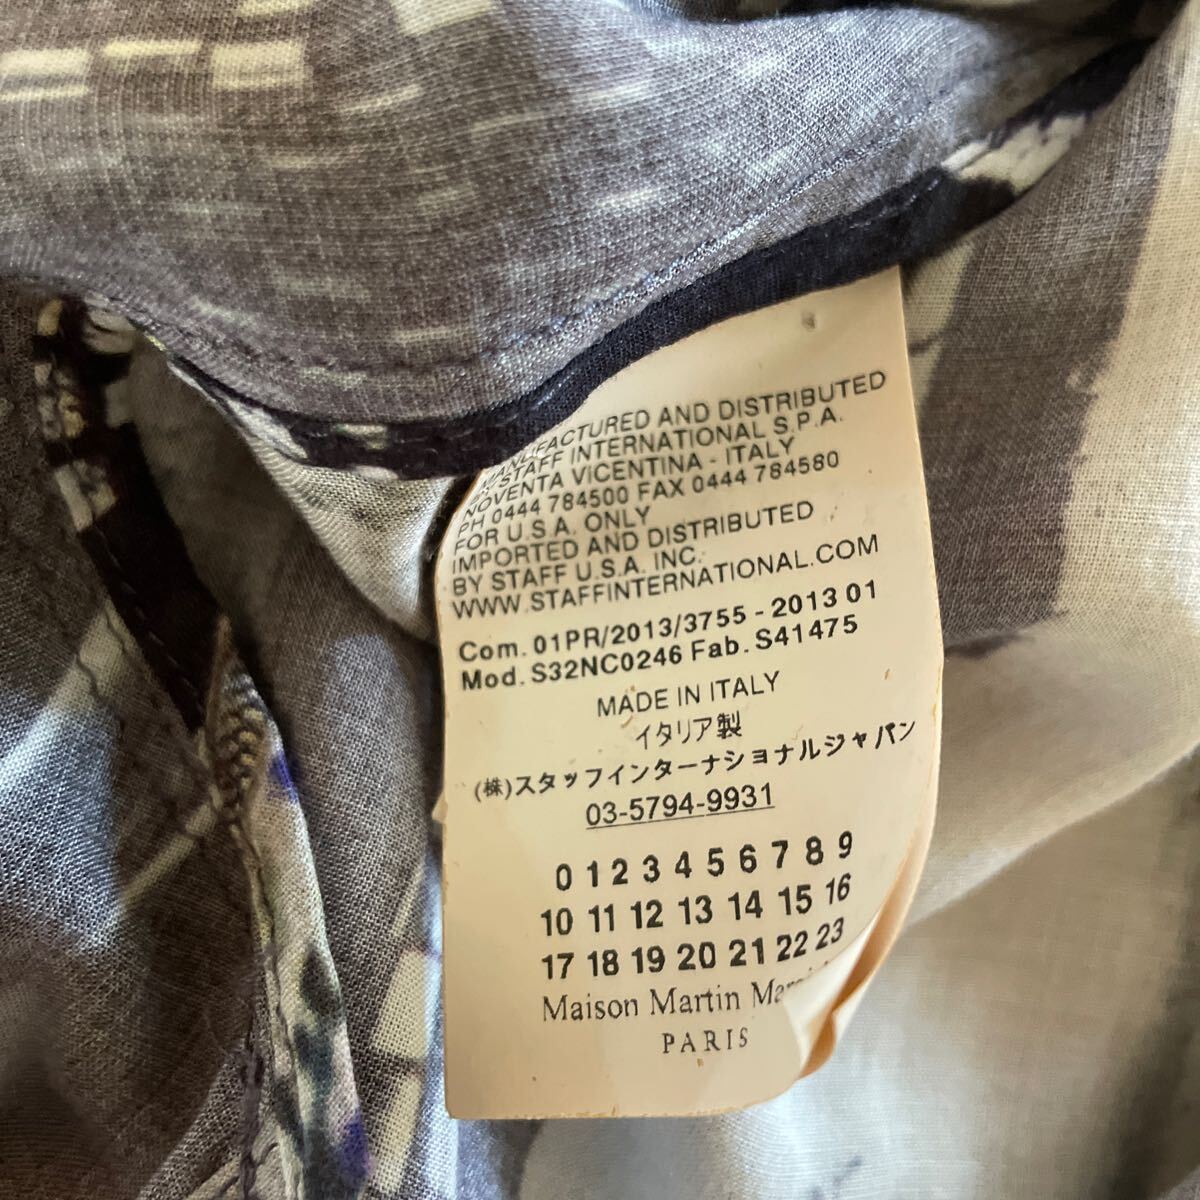 MANUFACTURED AND DISTRIBUTED
STAFF INTERNATIONAL S.P.A.
NOVENTA VICENTINA - ITALY
PH 0444 784500 FAX 0444 784580
FOR U.S.A. ONLY
IMPORTED AND DISTRIBUTED
BY STAFF U.S.A. INC.
WWW.STAFFINTERNATIONAL.COM
Com. 01PR/2013/3755 - 2013 01
Mod. S32NC0246 Fab. S41475
MADE IN ITALY
イタリア製
(株)スタッフインターナショナルジャパン
03-5794-9931
0 1 2 3 4 5 6 7 8 9
10 11 12 13 14 15 16
17 18 19 20 21 22 23
Maison Martin
PARIS